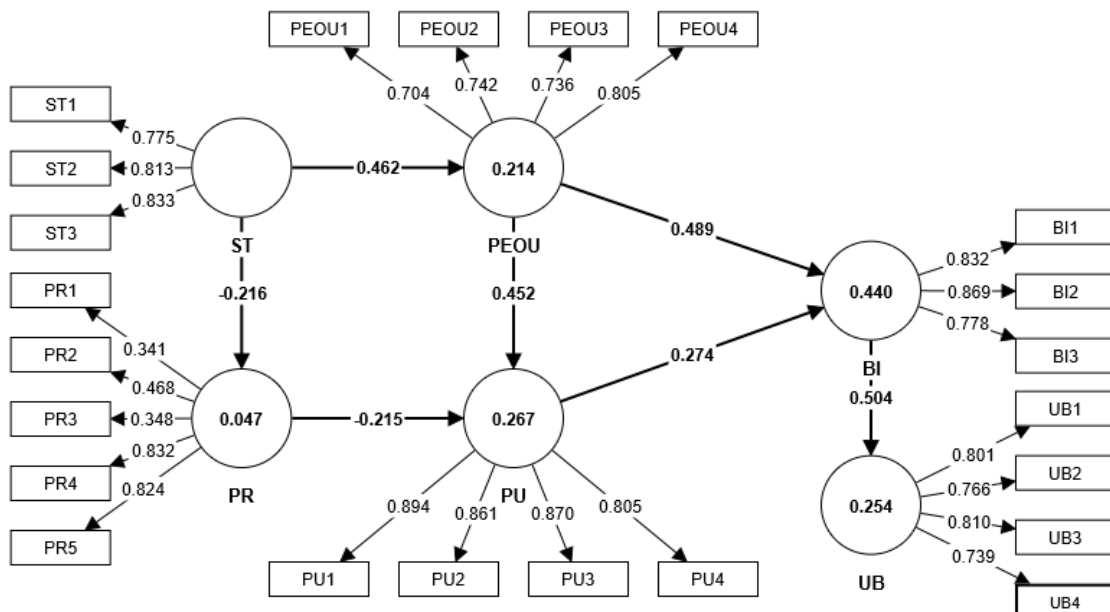 PEOU1
PEOU2
PEOU3
PEOU4
0.704
0.742
0.736
0.805
ST1
ST2
ST3
0.775
0.813
0.833
0.462
0.214
ST
PEOU
0.489
BI1
BI2
BI3
0.832
0.869
0.778
0.440
-0.216
0.452
0.274
BI
0.504
PR1
PR2
PR3
PR4
PR5
0.341
0.468
0.348
0.832
0.824
0.047
-0.215
0.267
PR
PU
0.894
0.861
0.870
0.805
PU1
PU2
PU3
PU4
UB1
UB2
UB3
UB4
0.801
0.766
0.810
0.739
0.254
UB